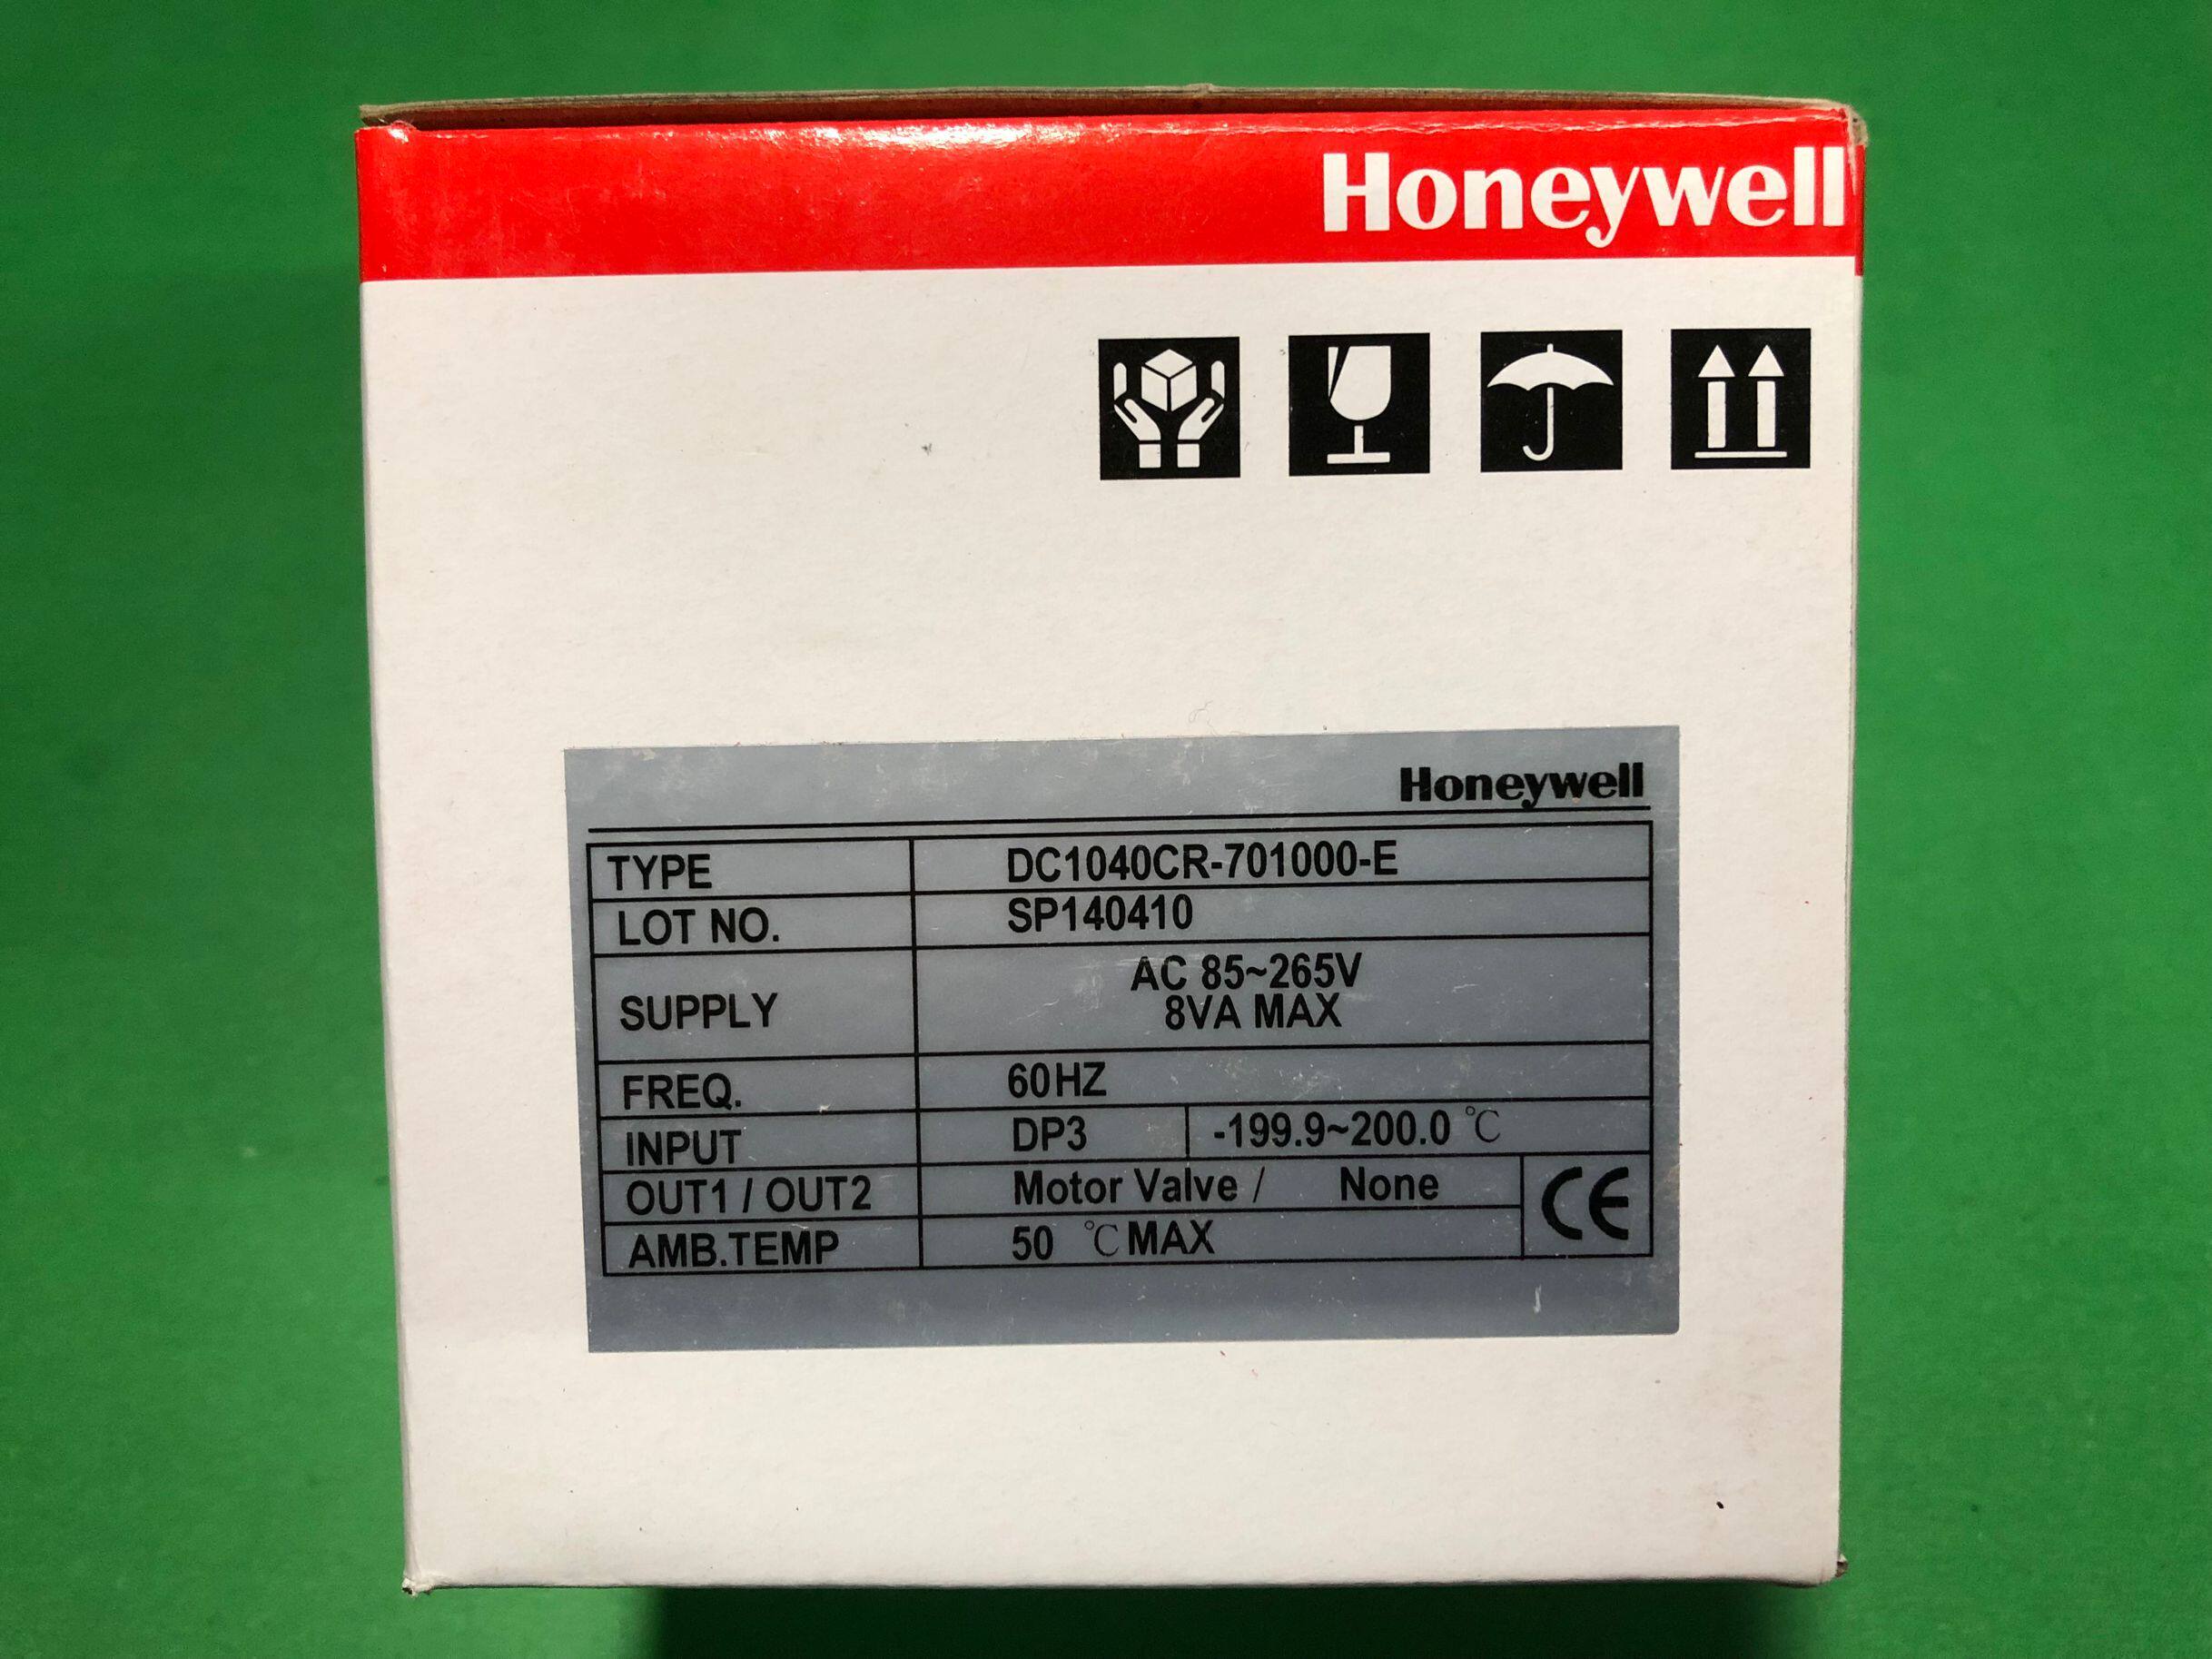 Honeywell
Honeywell
TYPE DC1040CR-701000-E
LOT NO. SP140410
SUPPLY AC 85~265V
8VA MAX
FREQ. 60HZ
INPUT DP3 -199.9~200.0 ℃
OUT1 / OUT2 Motor Valve / None
AMB.TEMP 50 ℃ MAX
CE